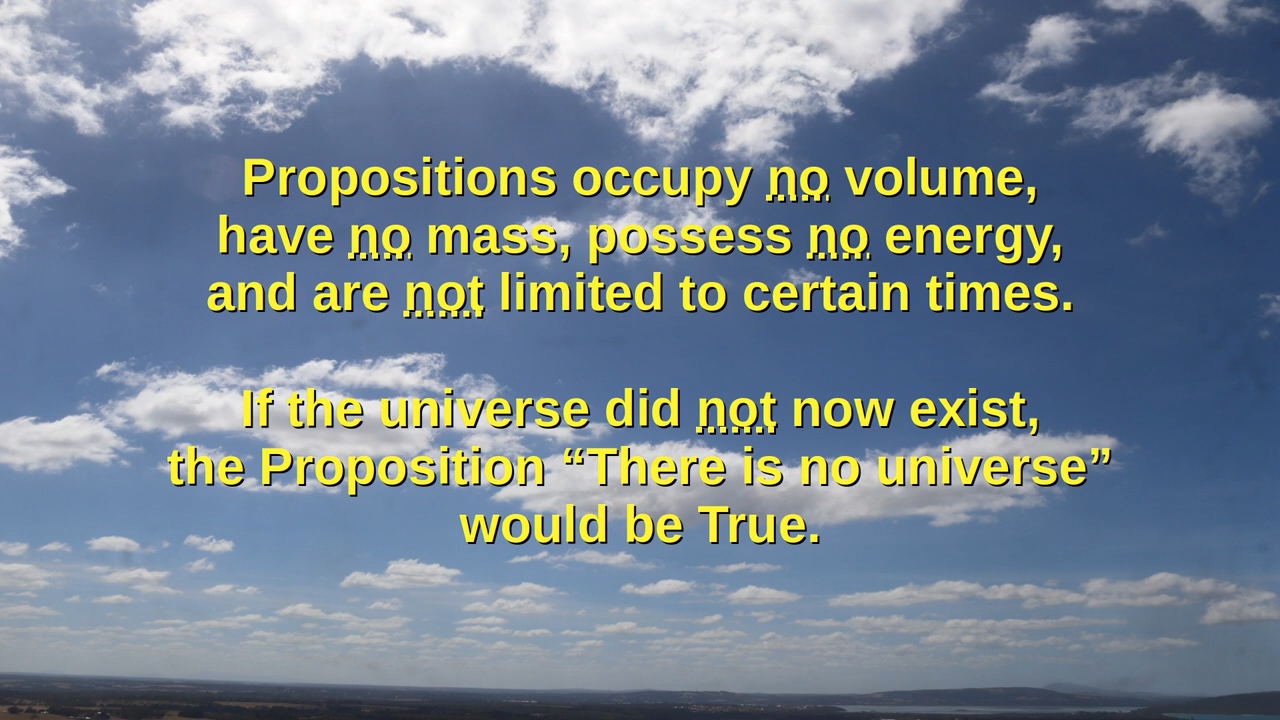 Propositions occupy no volume,
have no mass, possess no energy,
and are not limited to certain times.
If the universe did not now exist,
the Proposition “There is no universe”
would be True.